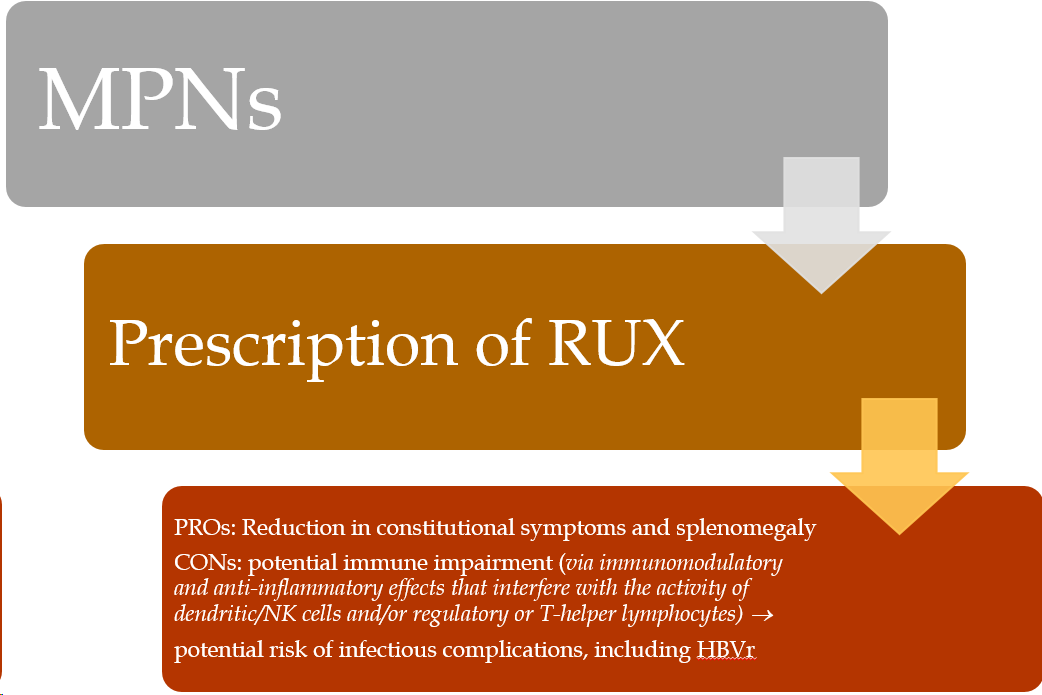 MPNs
Prescription of RUX
PROs: Reduction in constitutional symptoms and splenomegaly
CONs: potential immune impairment (via immunomodulatory
and anti-inflammatory effects that interfere with the activity of
dendritic/NK cells and/or regulatory or T-helper lymphocytes) →
potential risk of infectious complications, including HBVr